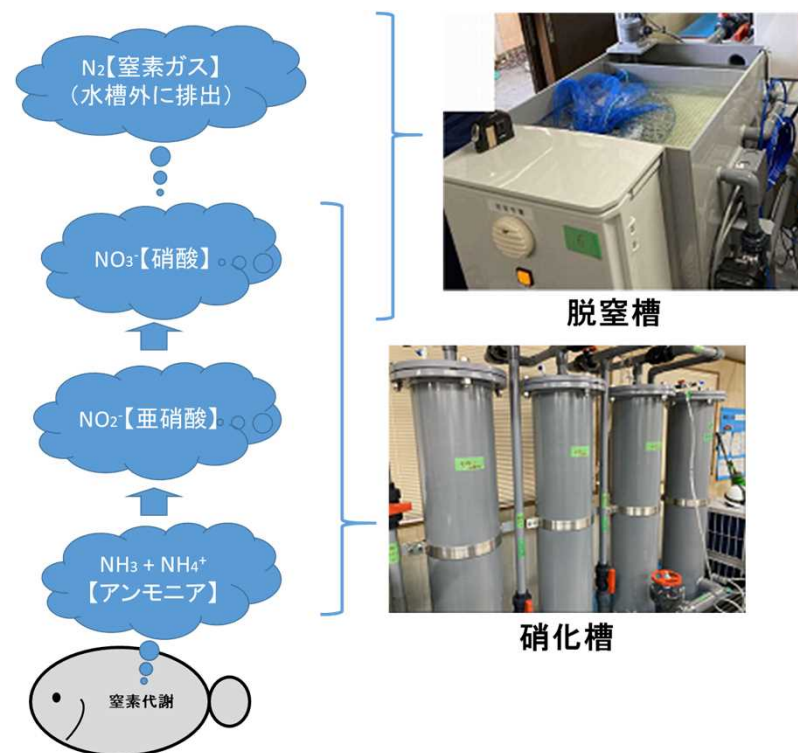 N₂【窒素ガス】
（水槽外に排出）
NO₃⁻【硝酸】
NO₂⁻【亜硝酸】
NH₃ + NH₄⁺
【アンモニア】
窒素代謝
脱窒槽
硝化槽